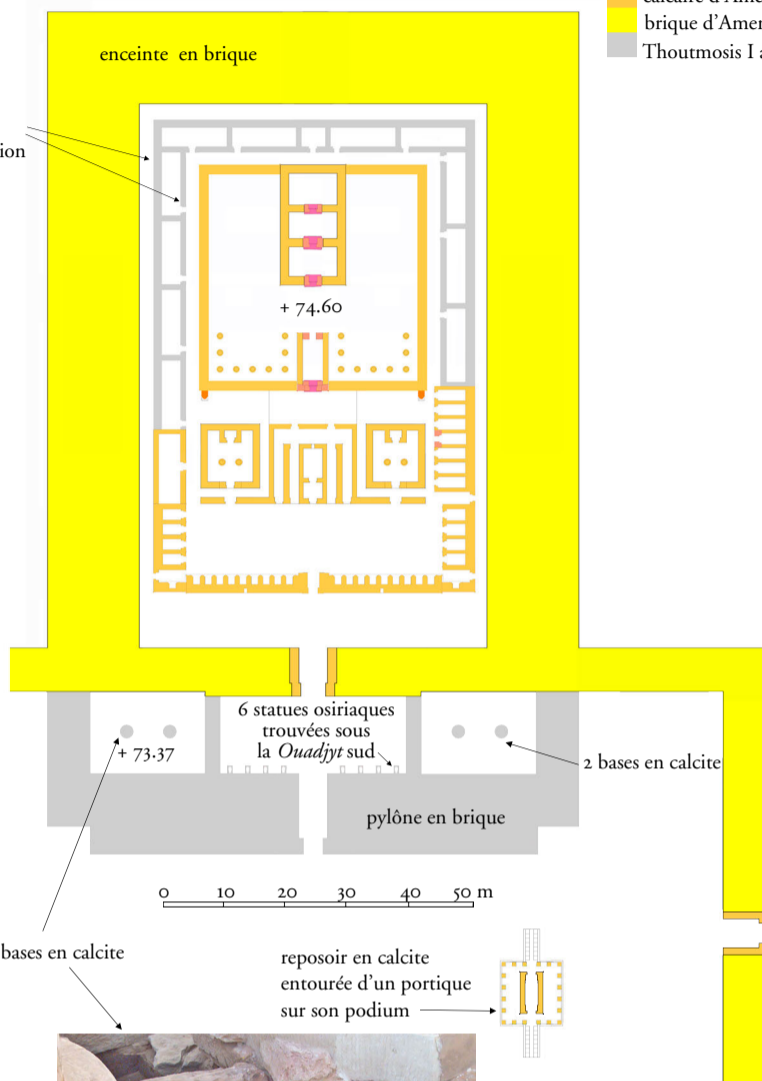 calcaire d'Am
brique d'Amen
Thoutmosis I a
enceinte en brique
ion
+ 74.60
6 statues osiriaques
trouvées sous
la Ouadjyt sud
+ 73.37
2 bases en calcite
pylône en brique
0 10 20 30 40 50 m
bases en calcite
reposoir en calcite
entourée d'un portique
sur son podium